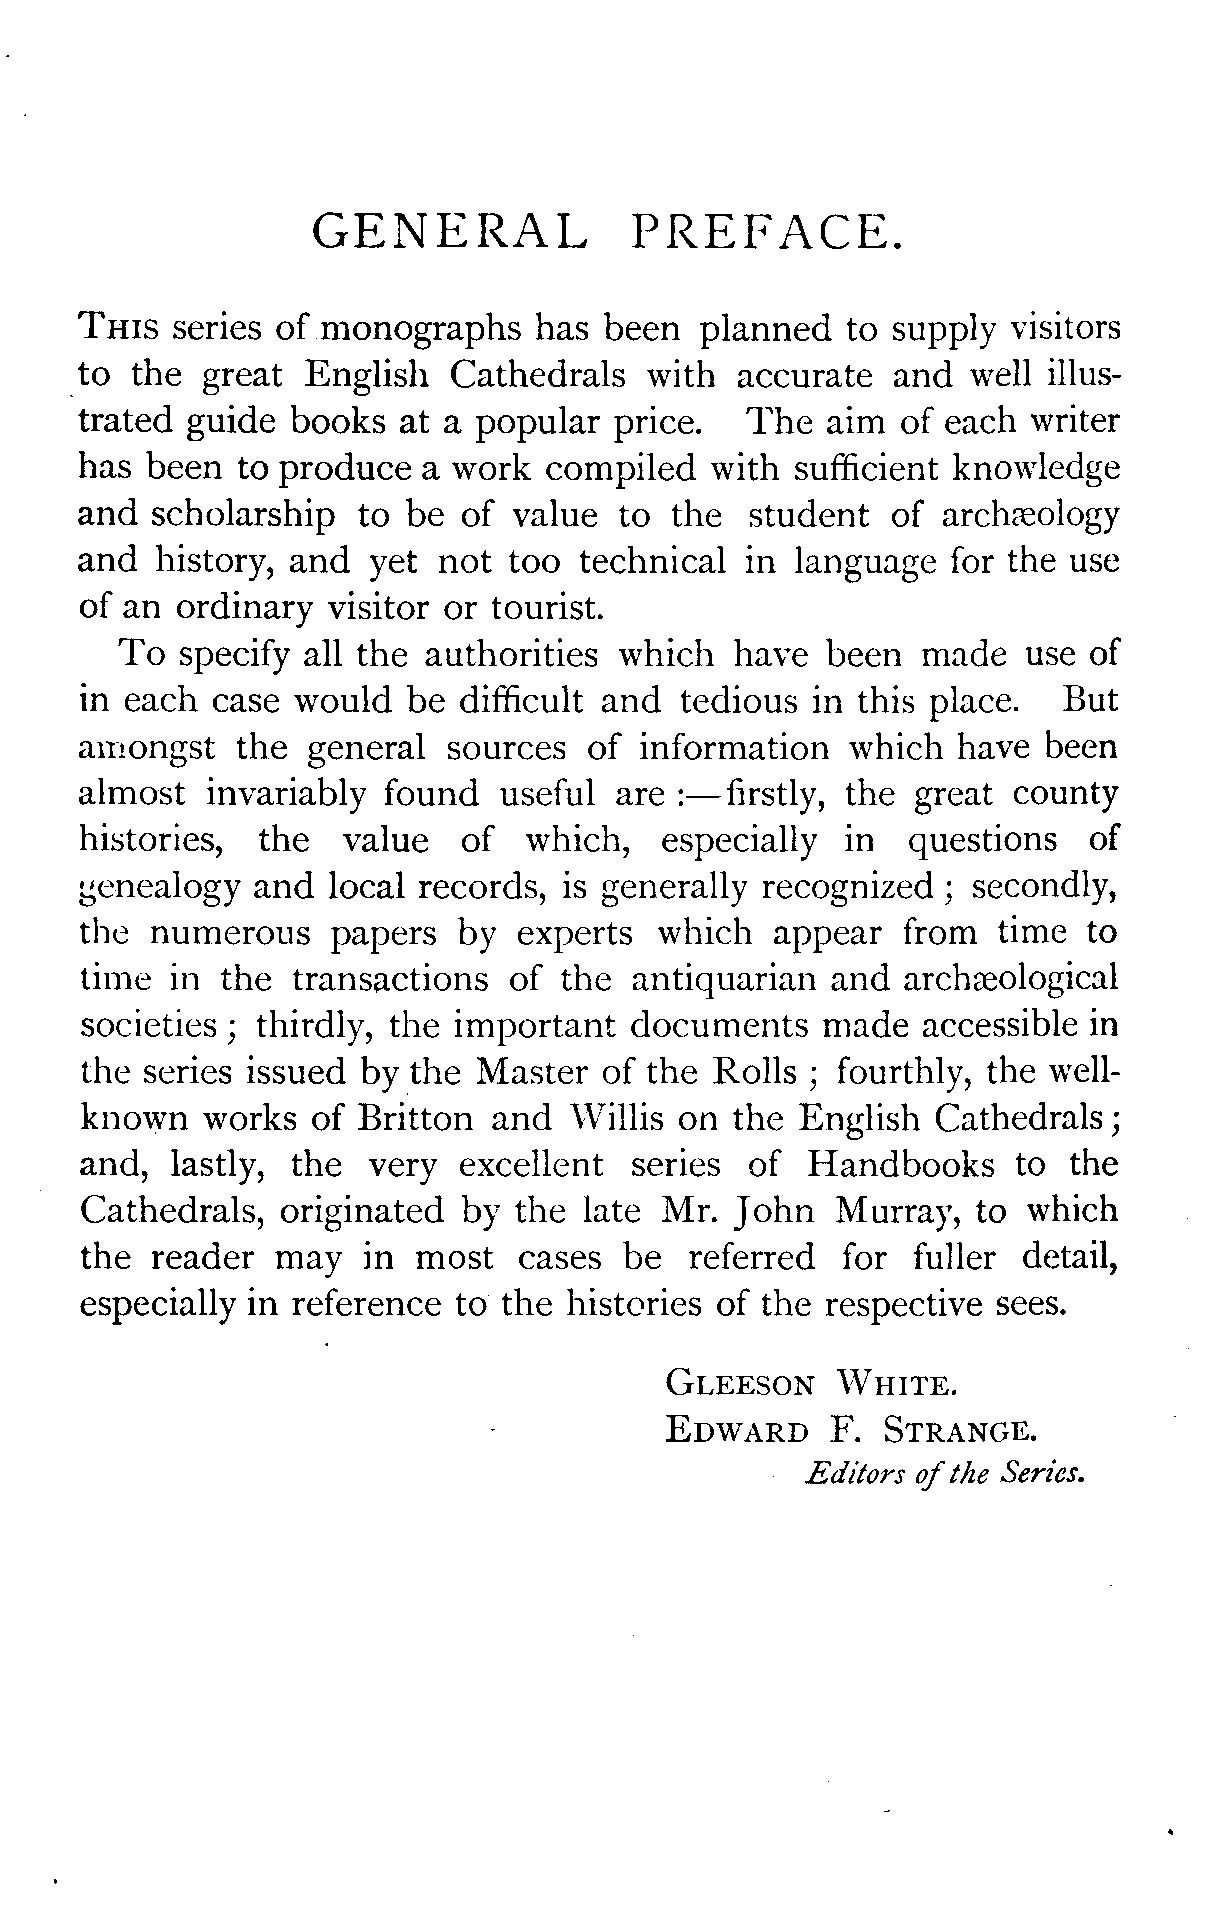 GENERAL PREFACE.
THIS series of monographs has been planned to supply visitors
to the great English Cathedrals with accurate and well illus-
trated guide books at a popular price. The aim of each writer
has been to produce a work compiled with sufficient knowledge
and scholarship to be of value to the student of archæology
and history, and yet not too technical in language for the use
of an ordinary visitor or tourist.
To specify all the authorities which have been made use of
in each case would be difficult and tedious in this place. But
amongst the general sources of information which have been
almost invariably found useful are :—firstly, the great county
histories, the value of which, especially in questions of
genealogy and local records, is generally recognized ; secondly,
the numerous papers by experts which appear from time to
time in the transactions of the antiquarian and archæological
societies ; thirdly, the important documents made accessible in
the series issued by the Master of the Rolls ; fourthly, the well-
known works of Britton and Willis on the English Cathedrals ;
and, lastly, the very excellent series of Handbooks to the
Cathedrals, originated by the late Mr. John Murray, to which
the reader may in most cases be referred for fuller detail,
especially in reference to the histories of the respective sees.
GLEESON WHITE.
EDWARD F. STRANGE.
Editors of the Series.